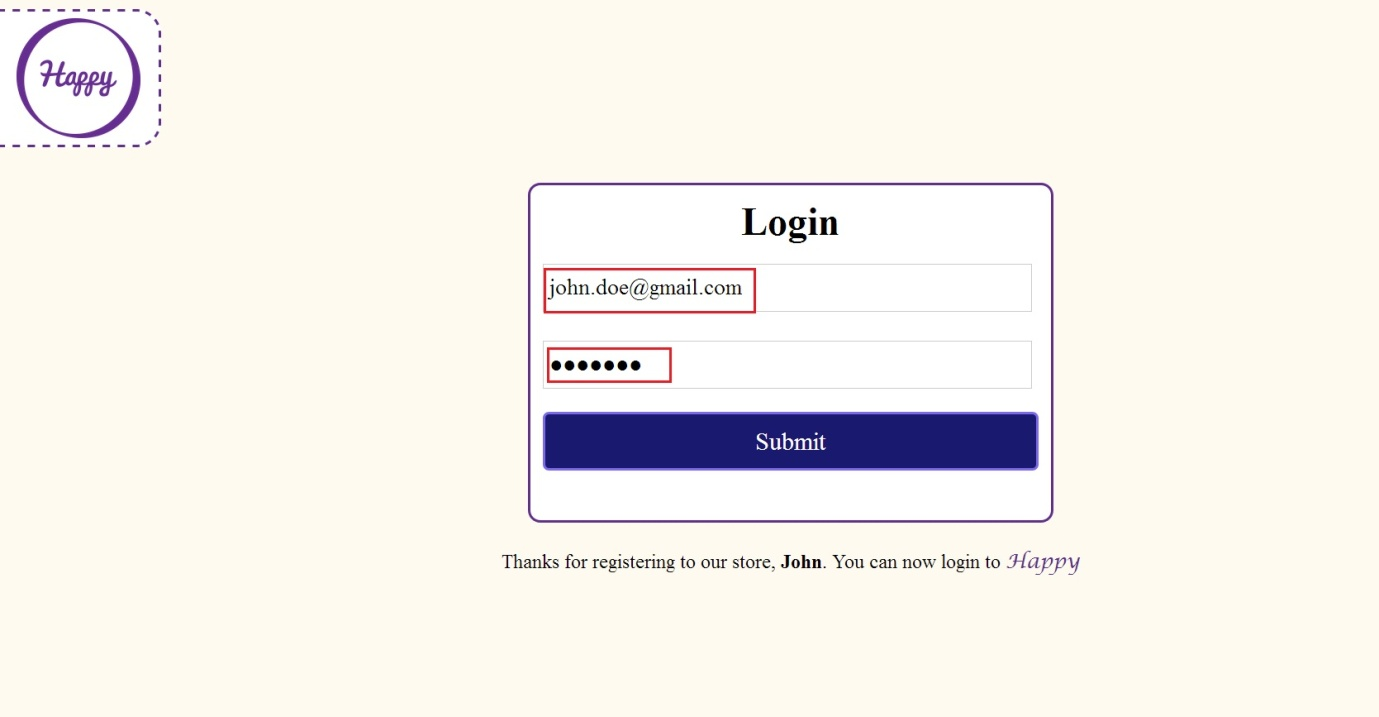 Happy
Login
john.doe@gmail.com
●●●●●●●
Submit
Thanks for registering to our store, John. You can now login to Happy